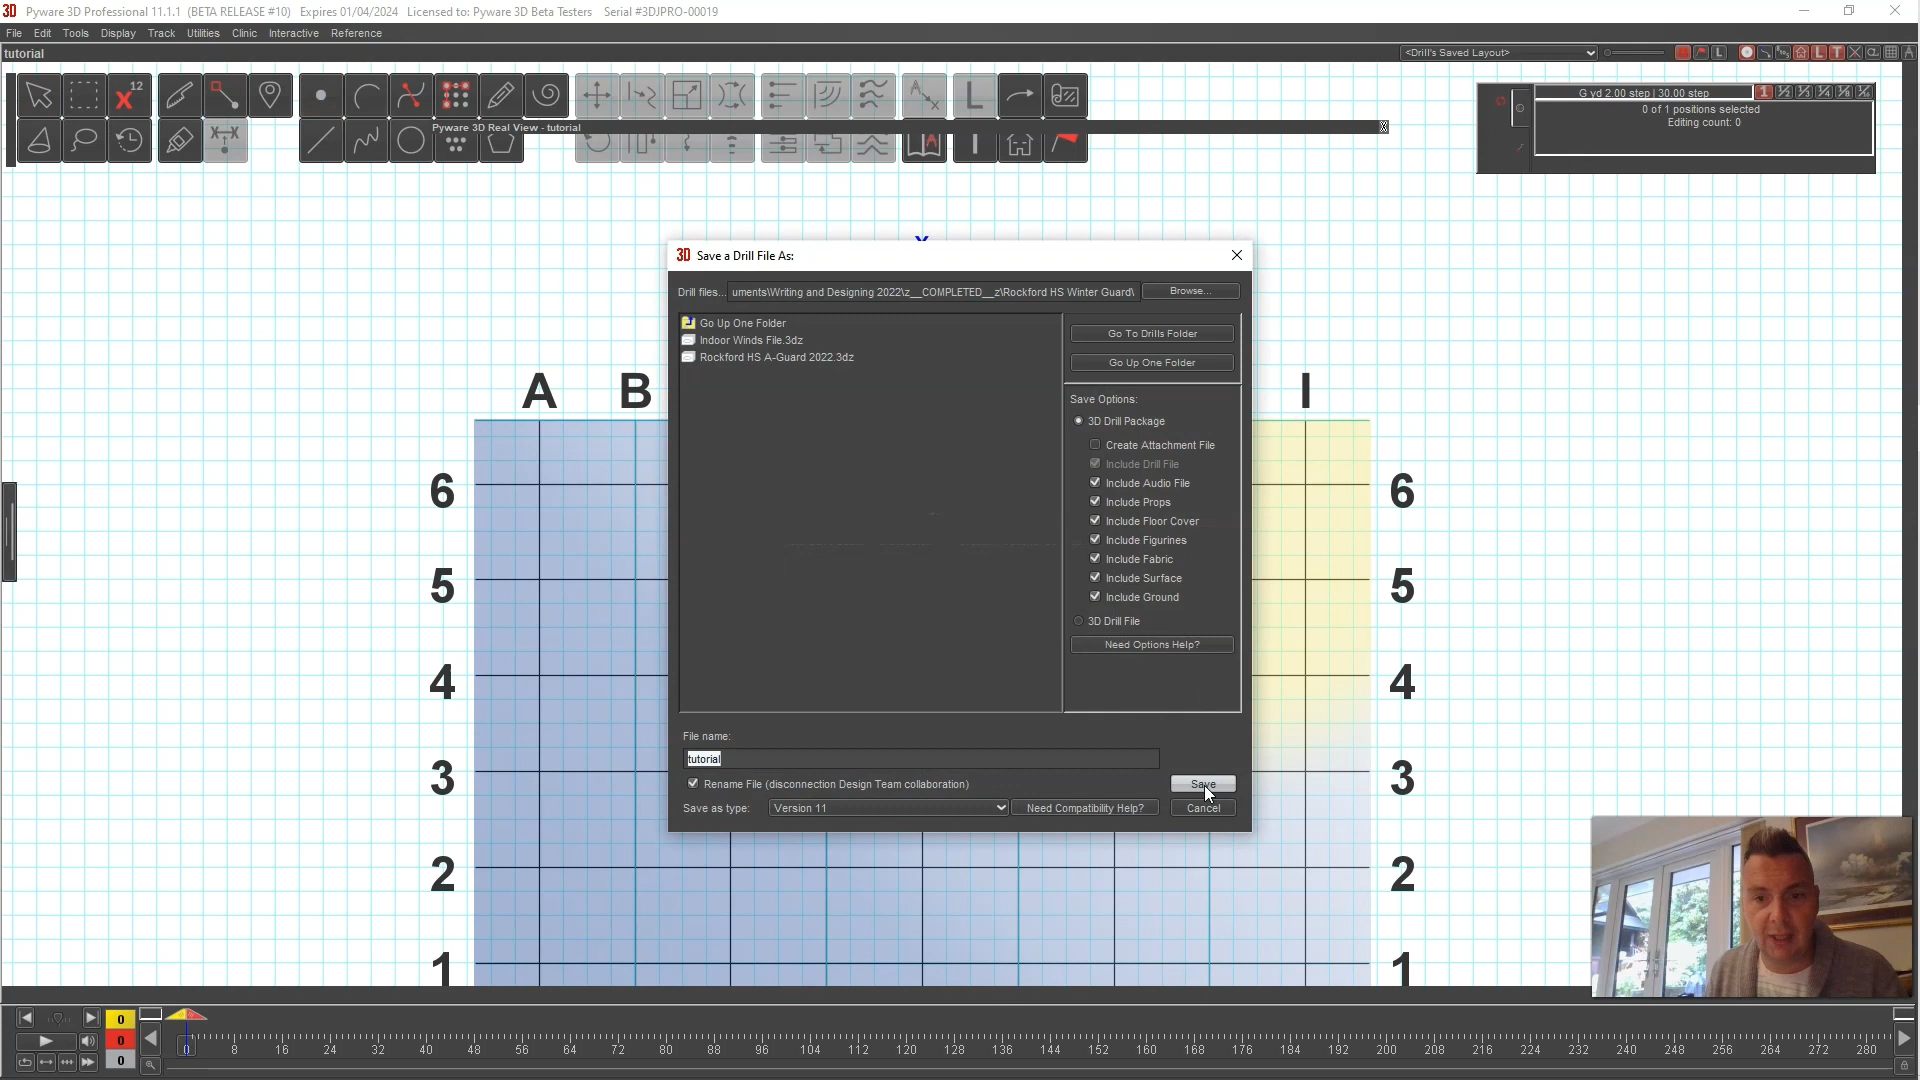 3D Pyware 3D Professional 11.1.1 (BETA RELEASE #10) Expires 01/04/2024 Licensed to: Pyware 3D Beta Testers Serial #3DJPRO-00019
File Edit Tools Display Track Utilities Clinic Interactive Reference
tutorial
<Drill's Saved Layout>
L
L T
X 12
L
X-X
Pyware 3D Real View - tutorial
G yd 2.00 step | 30.00 step
1 1/2 1/3 1/4
0 of 1 positions selected
Editing count: 0
3D Save a Drill File As:
Drill files... uments\Writing and Designing 2022\z__COMPLETED__z\Rockford HS Winter Guard\ Browse...
Go Up One Folder
Indoor Winds File.3dz
Rockford HS A-Guard 2022.3dz
Go To Drills Folder
Go Up One Folder
Save Options:
3D Drill Package
Create Attachment File
Include Drill File
Include Audio File
Include Props
Include Floor Cover
Include Figurines
Include Fabric
Include Surface
Include Ground
3D Drill File
Need Options Help?
File name:
tutorial
Rename File (disconnection Design Team collaboration)
Save
Save as type: Version 11 Need Compatibility Help? Cancel
A B I
6 6
5 5
4 4
3 3
2 2
1 1
0
0
0
0 8 16 24 32 40 48 56 64 72 80 88 96 104 112 120 128 136 144 152 160 168 176 184 192 200 208 216 224 232 240 248 256 264 272 280